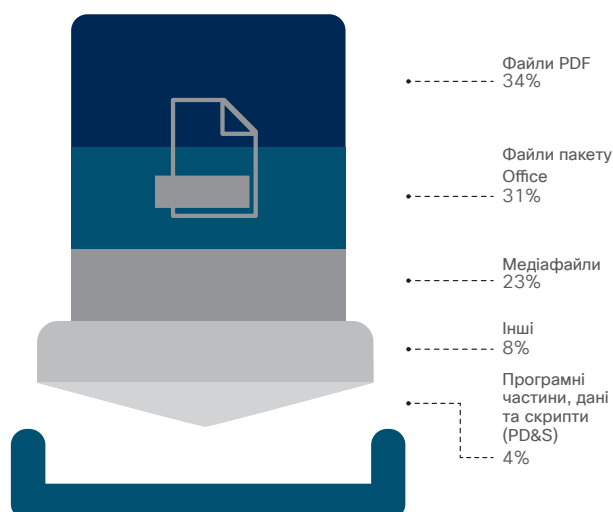 Файли PDF
34%
Файли пакету
Office
31%
Медіафайли
23%
Інші
8%
Програмні
частини, дані
та скрипти
(PD&S)
4%